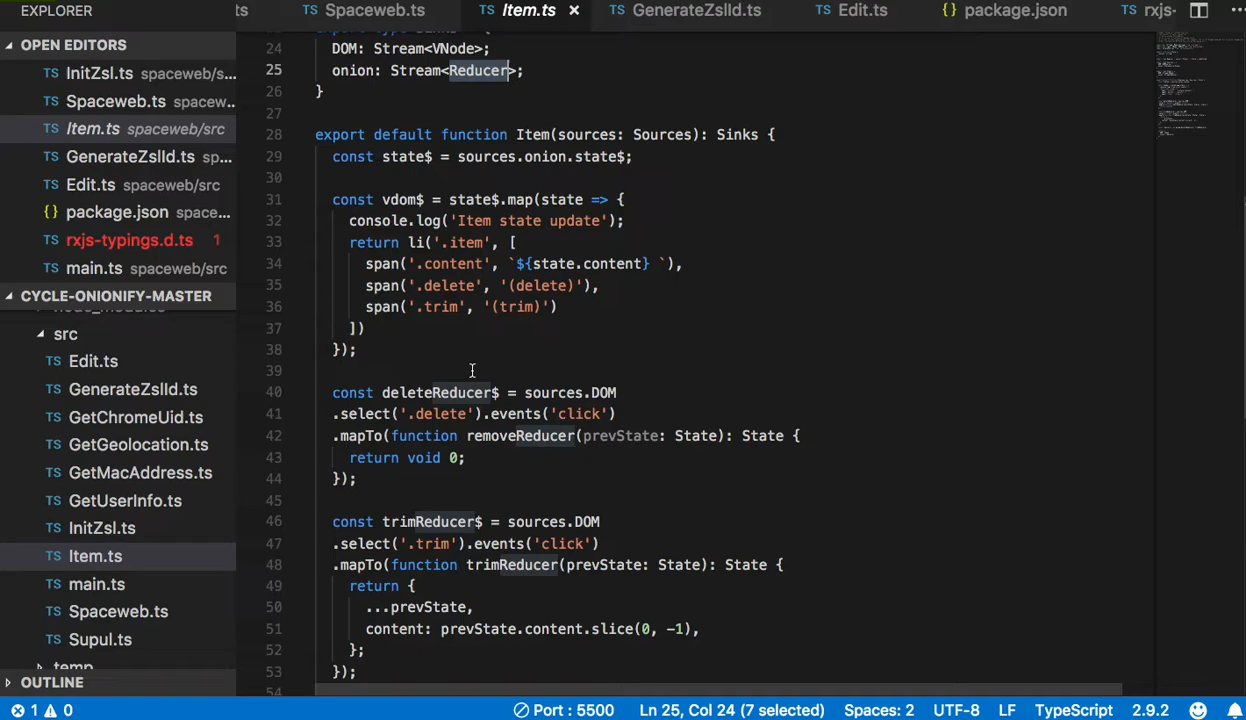 EXPLORER
OPEN EDITORS
TS InitZsl.ts spaceweb/s...
TS Spaceweb.ts spacew...
TS Item.ts spaceweb/src
TS GenerateZslId.ts sp...
TS Edit.ts spaceweb/src
{} package.json space...
TS rxjs-typings.d.ts 1
TS main.ts spaceweb/src
CYCLE-ONIONIFY-MASTER
node_modules
src
TS Edit.ts
TS GenerateZslId.ts
TS GetChromeUid.ts
TS GetGeolocation.ts
TS GetMacAddress.ts
TS GetUserInfo.ts
TS InitZsl.ts
TS Item.ts
TS main.ts
TS Spaceweb.ts
TS Supul.ts
temp
OUTLINE
ts TS Spaceweb.ts TS Item.ts × TS GenerateZslId.ts TS Edit.ts {} package.json TS rxjs-
24 DOM: Stream<VNode>;
25 onion: Stream<Reducer>;
26 }
27
28 export default function Item(sources: Sources): Sinks {
29 const state$ = sources.onion.state$;
30
31 const vdom$ = state$.map(state => {
32 console.log('Item state update');
33 return li('.item', [
34 span('.content', `${state.content} `),
35 span('.delete', '(delete)'),
36 span('.trim', '(trim)')
37 ])
38 });
39
40 const deleteReducer$ = sources.DOM
41 .select('.delete').events('click')
42 .mapTo(function removeReducer(prevState: State): State {
43 return void 0;
44 });
45
46 const trimReducer$ = sources.DOM
47 .select('.trim').events('click')
48 .mapTo(function trimReducer(prevState: State): State {
49 return {
50 ...prevState,
51 content: prevState.content.slice(0, -1),
52 };
53 });
54
1 0 Port : 5500 Ln 25, Col 24 (7 selected) Spaces: 2 UTF-8 LF TypeScript 2.9.2